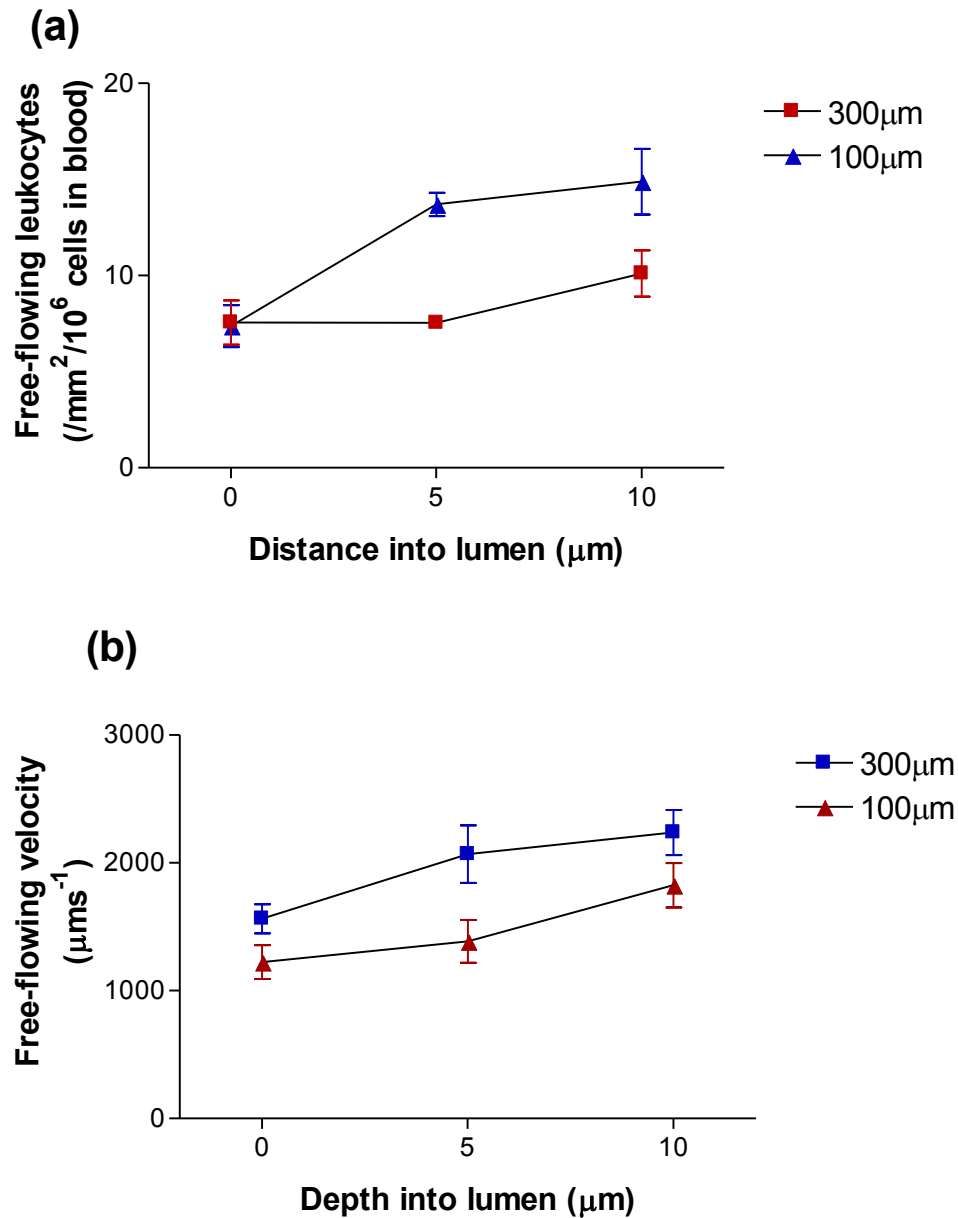 (a)
Free-flowing leukocytes
(/mm²/10⁶ cells in blood)
20
10
0
0 5 10
Distance into lumen (μm)
300μm
100μm
(b)
Free-flowing velocity
(μms⁻¹)
3000
2000
1000
0
0 5 10
Depth into lumen (μm)
300μm
100μm